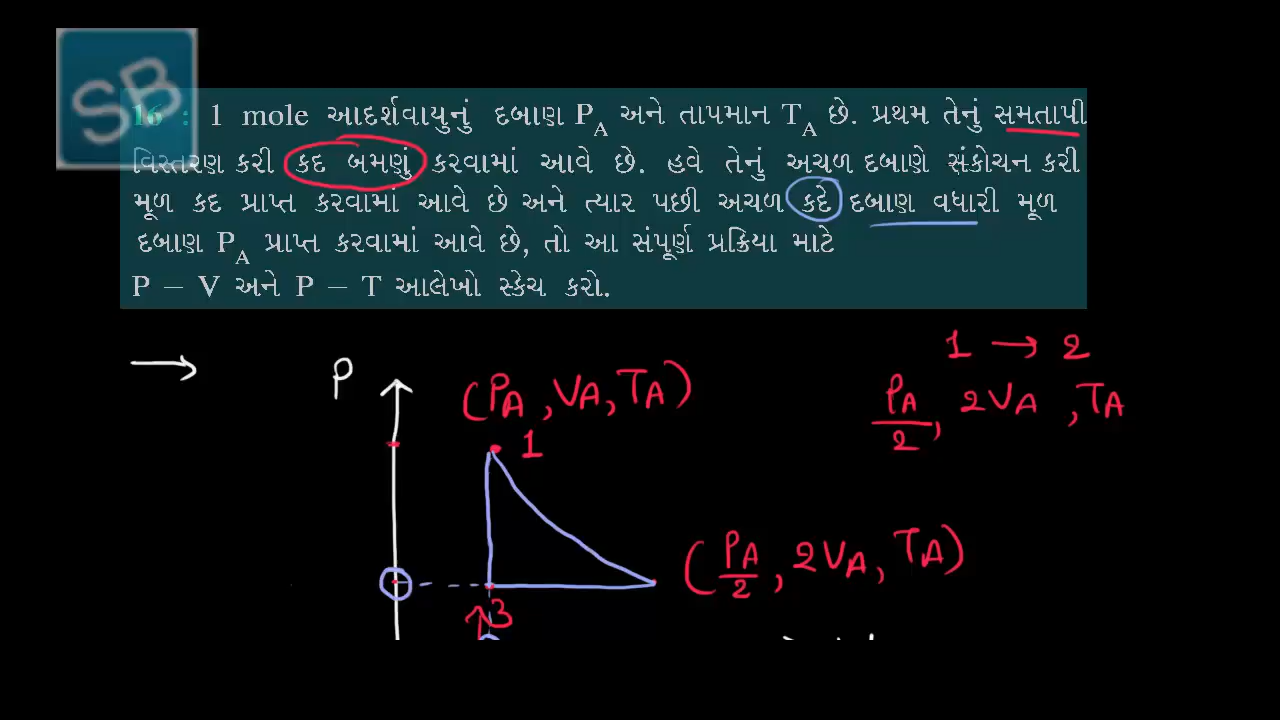 SB
16 : 1 mole આદર્શવાયુનું દબાણ P_A અને તાપમાન T_A છે. પ્રથમ તેનું સમતાપી
વિસ્તરણ કરી કદ બમણું કરવામાં આવે છે. હવે તેનું અચળ દબાણે સંકોચન કરી
મૂળ કદ પ્રાપ્ત કરવામાં આવે છે અને ત્યાર પછી અચળ કદે દબાણ વધારી મૂળ
દબાણ P_A પ્રાપ્ત કરવામાં આવે છે, તો આ સંપૂર્ણ પ્રક્રિયા માટે
P – V અને P – T આલેખો સ્કેચ કરો.
1 → 2
P
(P_A, V_A, T_A)
P_A/2, 2V_A, T_A
1
(P_A/2, 2V_A, T_A)
3